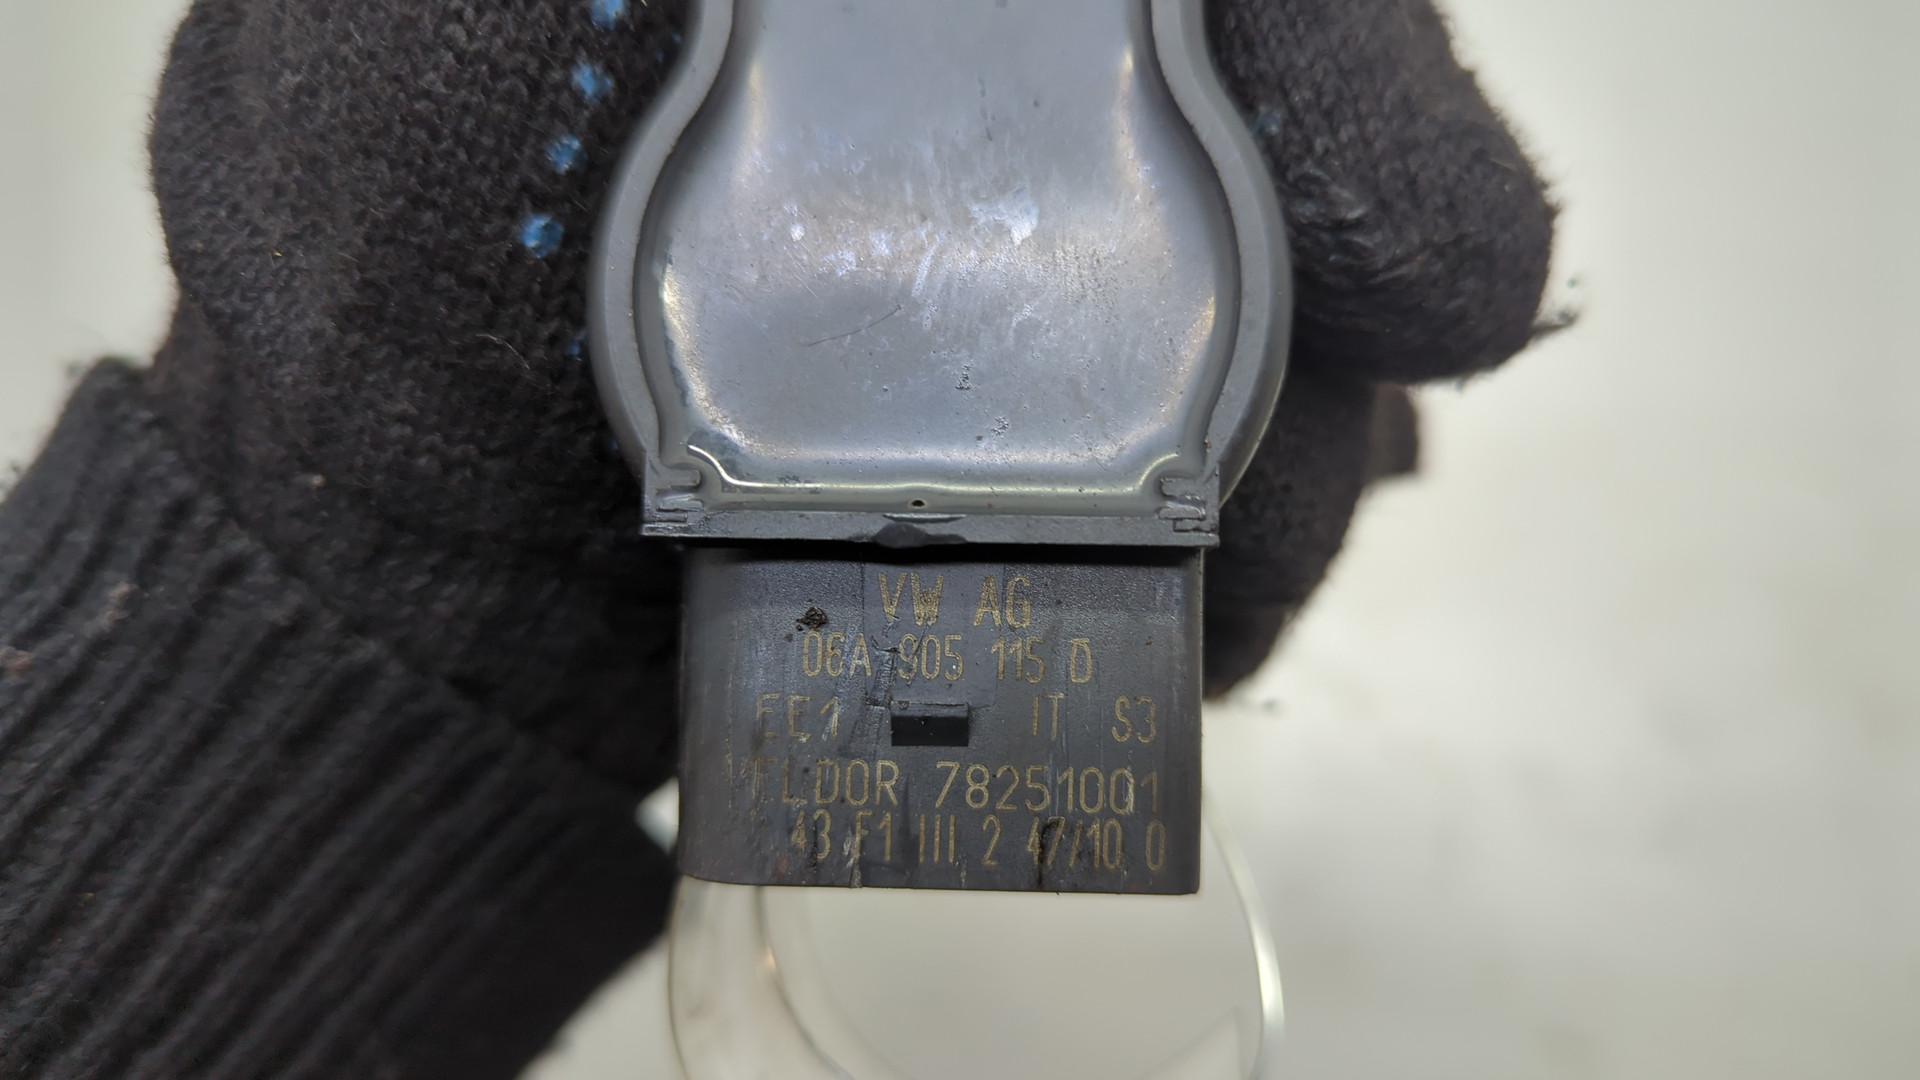 VW AG
06A 905 115 D
EE1 IT S3
ELDOR 78251001
43 F1 III 2 47/10 0